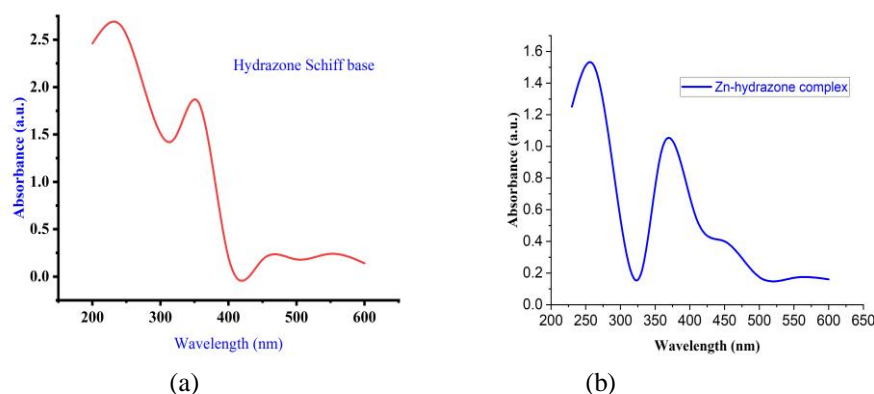 2.5
2.0
1.5
1.0
0.5
0.0
Absorbance (a.u.)
Hydrazone Schiff base
200 300 400 500 600
Wavelength (nm)
(a)
1.6
1.4
1.2
1.0
0.8
0.6
0.4
0.2
0.0
Absorbance (a.u.)
Zn-hydrazone complex
200 250 300 350 400 450 500 550 600 650
Wavelength (nm)
(b)